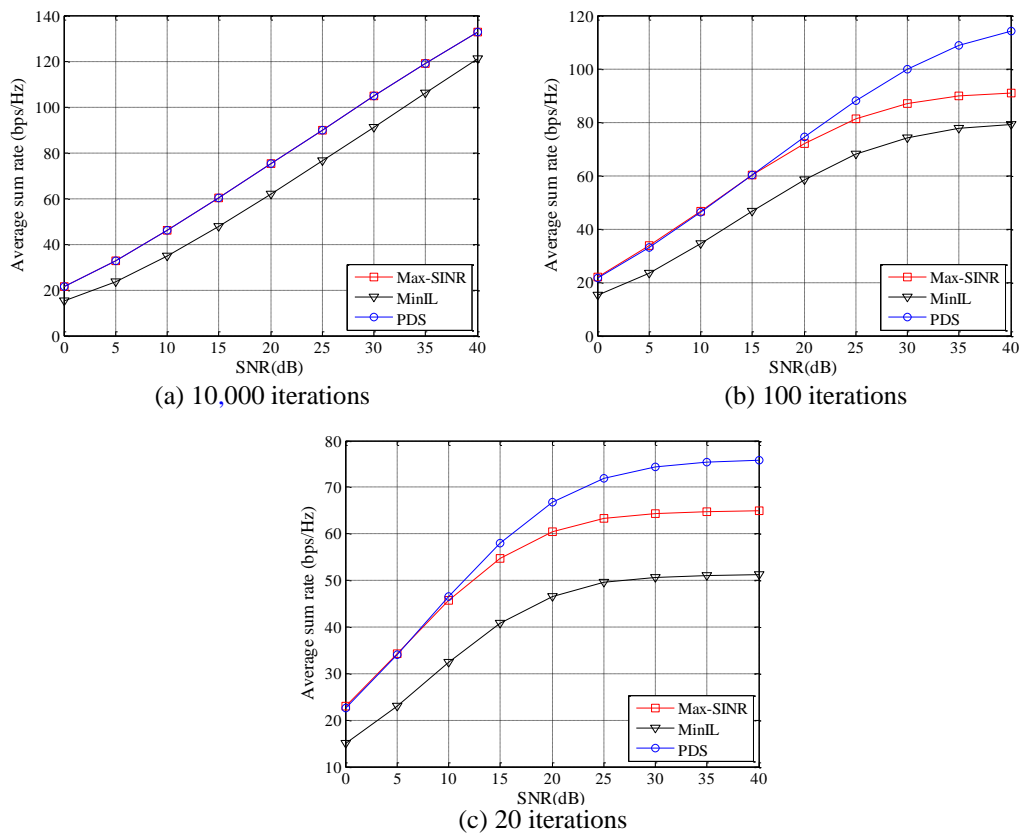 140
120
100
80
60
40
20
0
Average sum rate (bps/Hz)
0 5 10 15 20 25 30 35 40
SNR(dB)
Max-SINR
MinIL
PDS
(a) 10,000 iterations
120
100
80
60
40
20
0
Average sum rate (bps/Hz)
0 5 10 15 20 25 30 35 40
SNR(dB)
Max-SINR
MinIL
PDS
(b) 100 iterations
80
70
60
50
40
30
20
10
Average sum rate (bps/Hz)
0 5 10 15 20 25 30 35 40
SNR(dB)
Max-SINR
MinIL
PDS
(c) 20 iterations